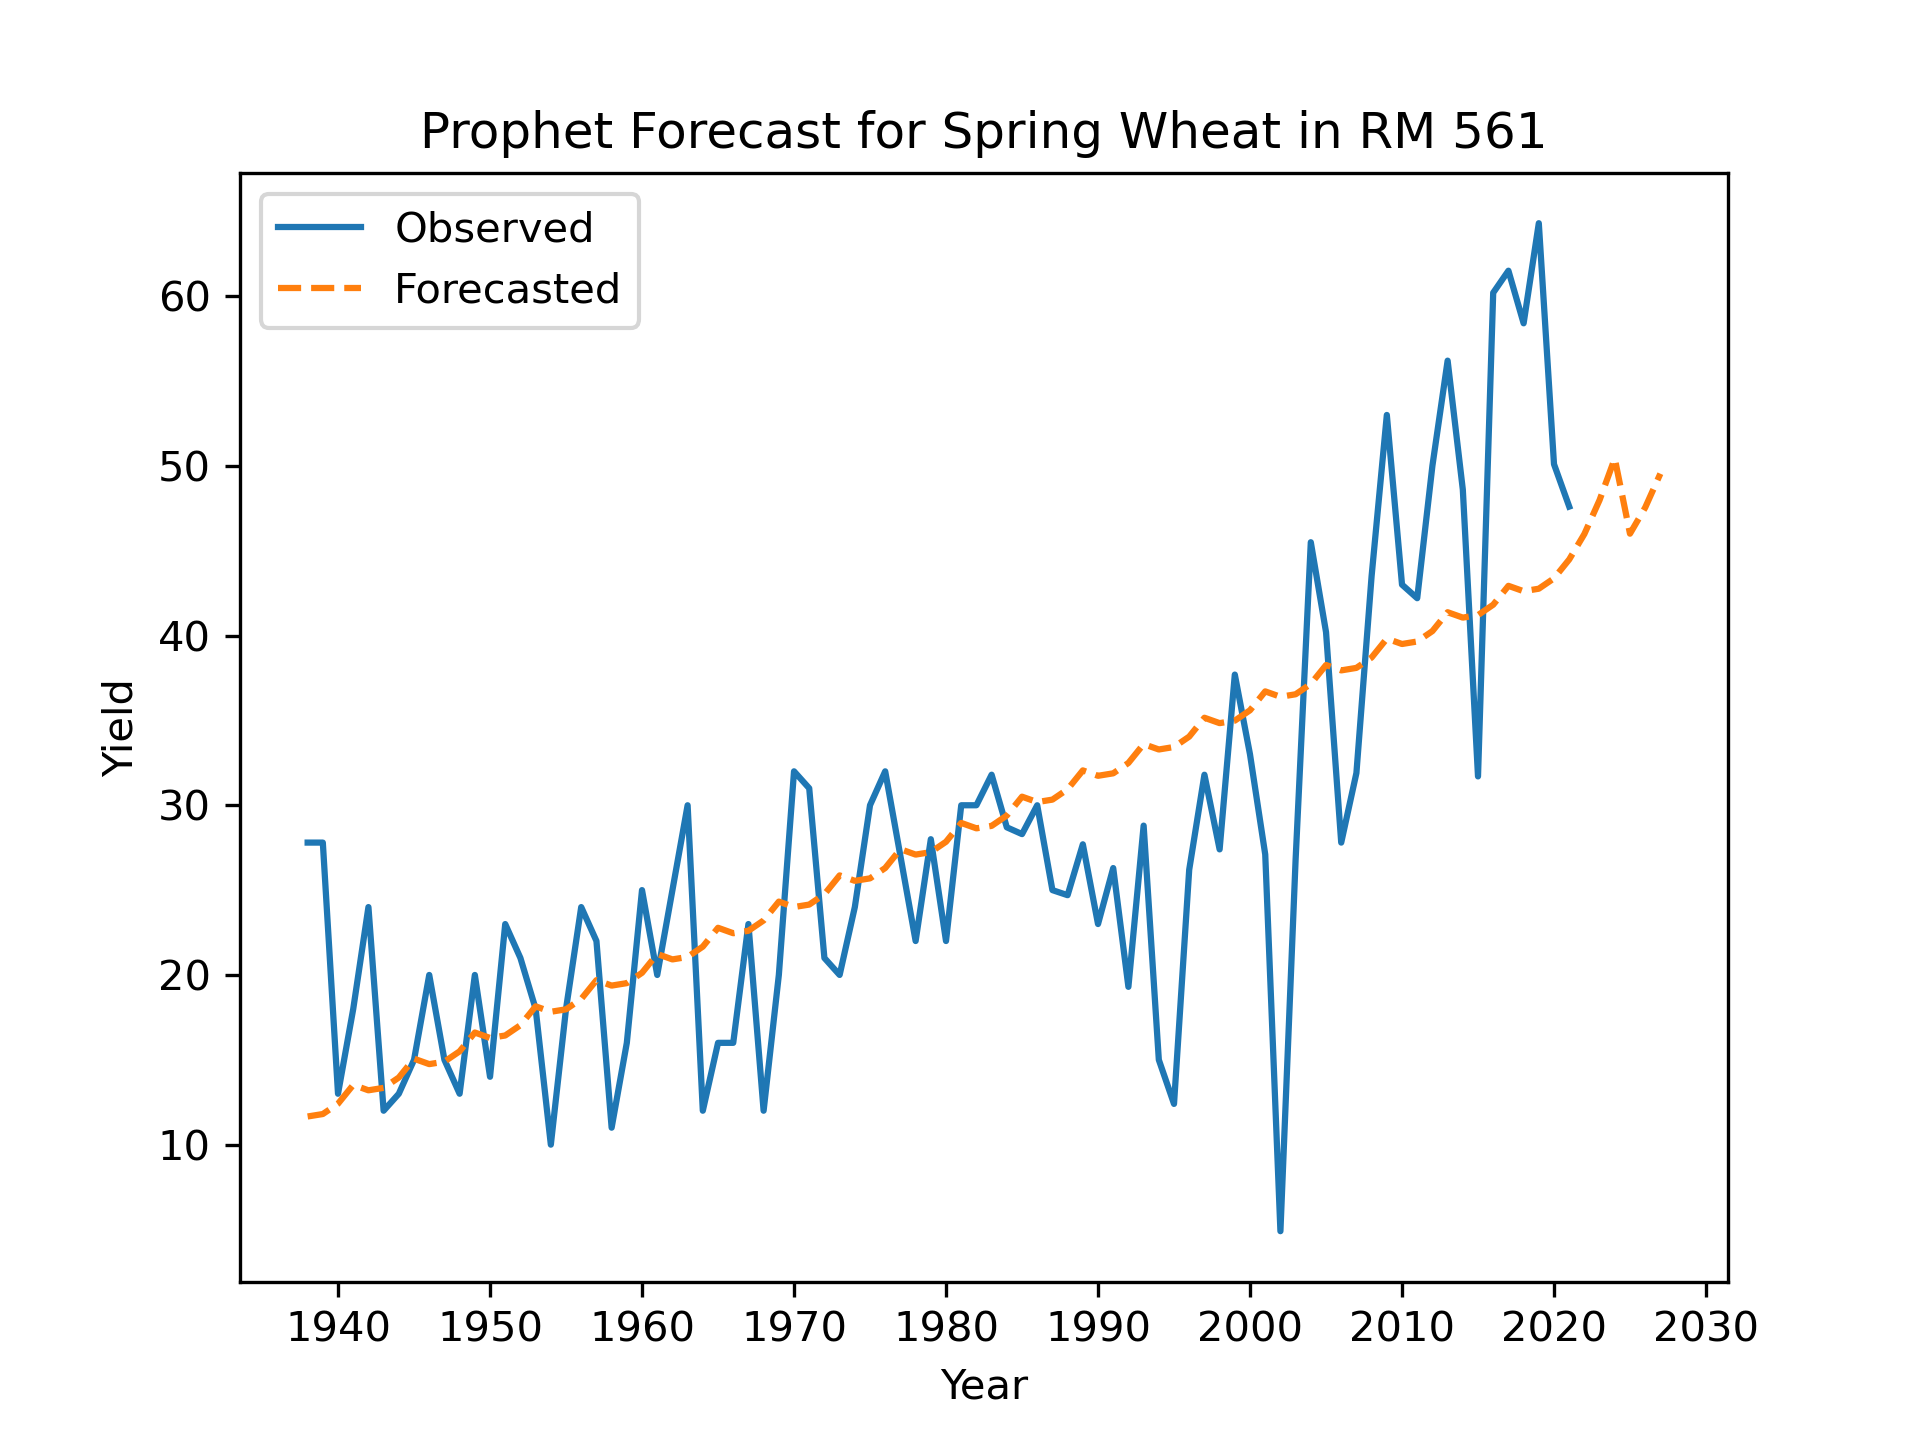 Prophet Forecast for Spring Wheat in RM 561
Observed
Forecasted
60
50
40
30
20
10
Yield
1940 1950 1960 1970 1980 1990 2000 2010 2020 2030
Year